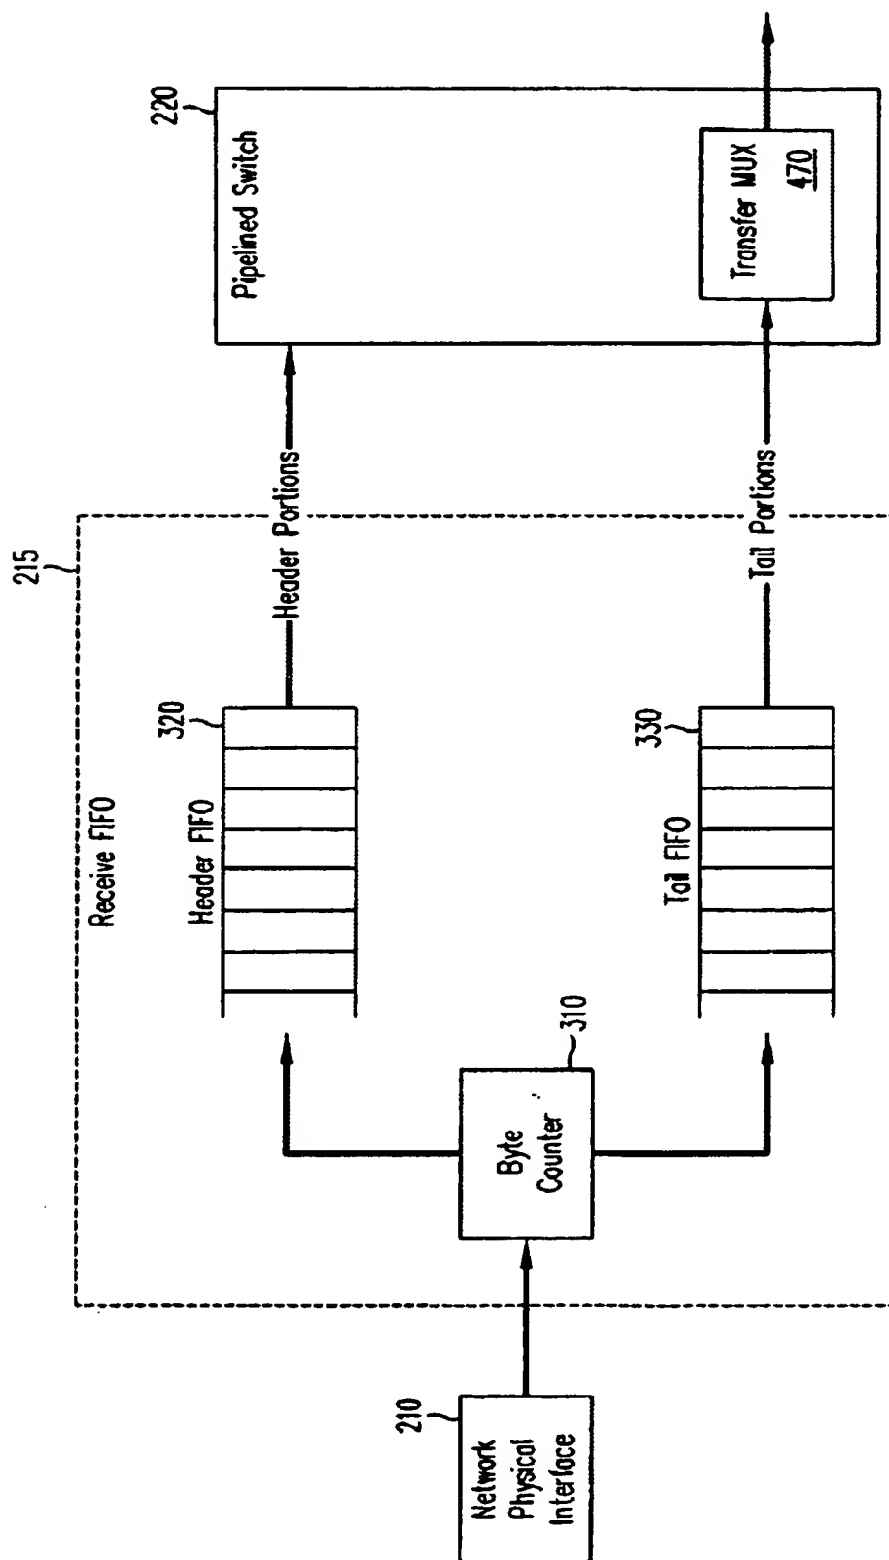 210
Network
Physical
Interface
215
Receive FIFO
Byte
Counter
310
Header FIFO
320
Tail FIFO
330
Header Portions
Tail Portions
220
Pipelined Switch
Transfer MUX
470